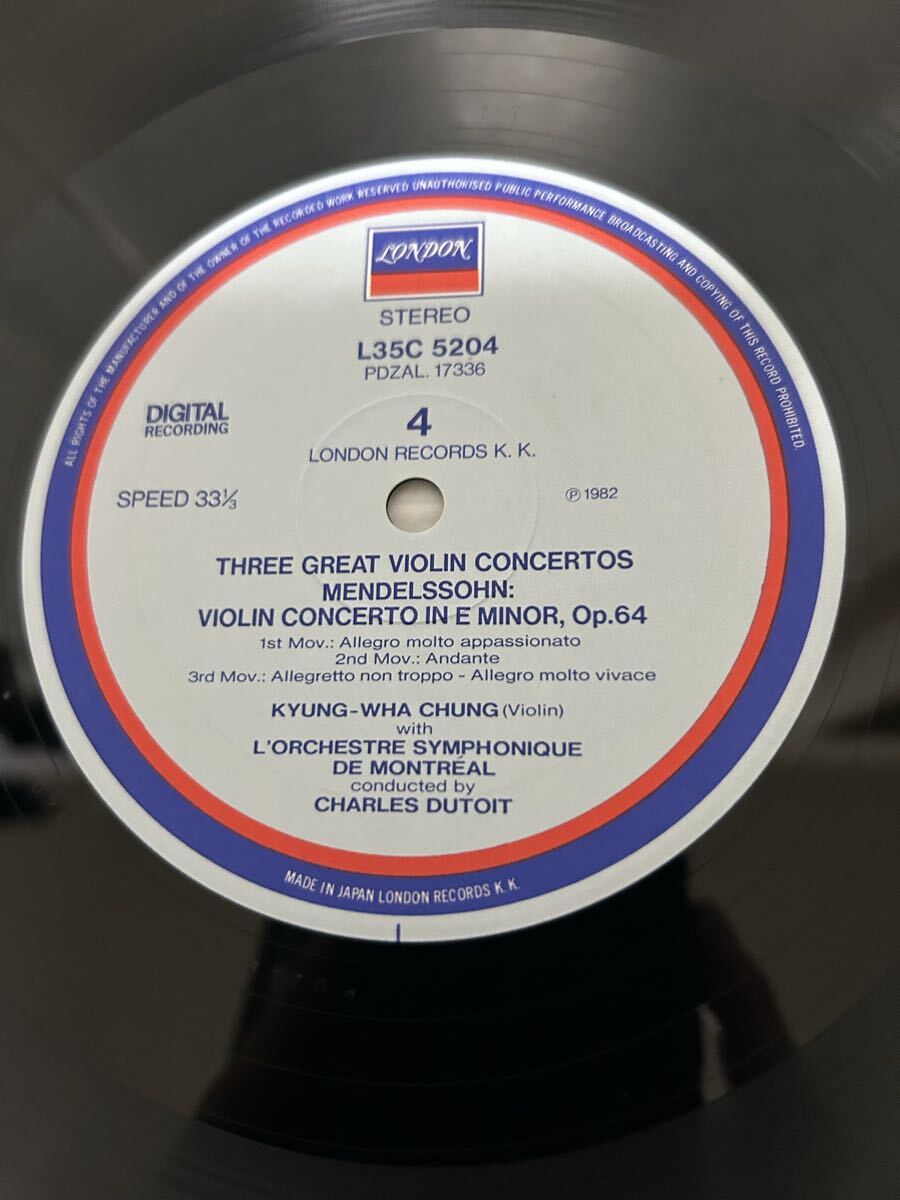 ALL RIGHTS OF THE MANUFACTURER AND OF THE OWNER OF THE RECORDED WORK RESERVED UNAUTHORISED PUBLIC PERFORMANCE BROADCASTING AND COPYING OF THIS RECORD PROHIBITED.
LONDON
STEREO
L35C 5204
PDZAL. 17336
DIGITAL
RECORDING
4
LONDON RECORDS K. K.
SPEED 33⅓
℗ 1982
THREE GREAT VIOLIN CONCERTOS
MENDELSSOHN:
VIOLIN CONCERTO IN E MINOR, Op.64
1st Mov.: Allegro molto appassionato
2nd Mov.: Andante
3rd Mov.: Allegretto non troppo - Allegro molto vivace
KYUNG-WHA CHUNG (Violin)
with
L'ORCHESTRE SYMPHONIQUE
DE MONTRÉAL
conducted by
CHARLES DUTOIT
MADE IN JAPAN LONDON RECORDS K. K.